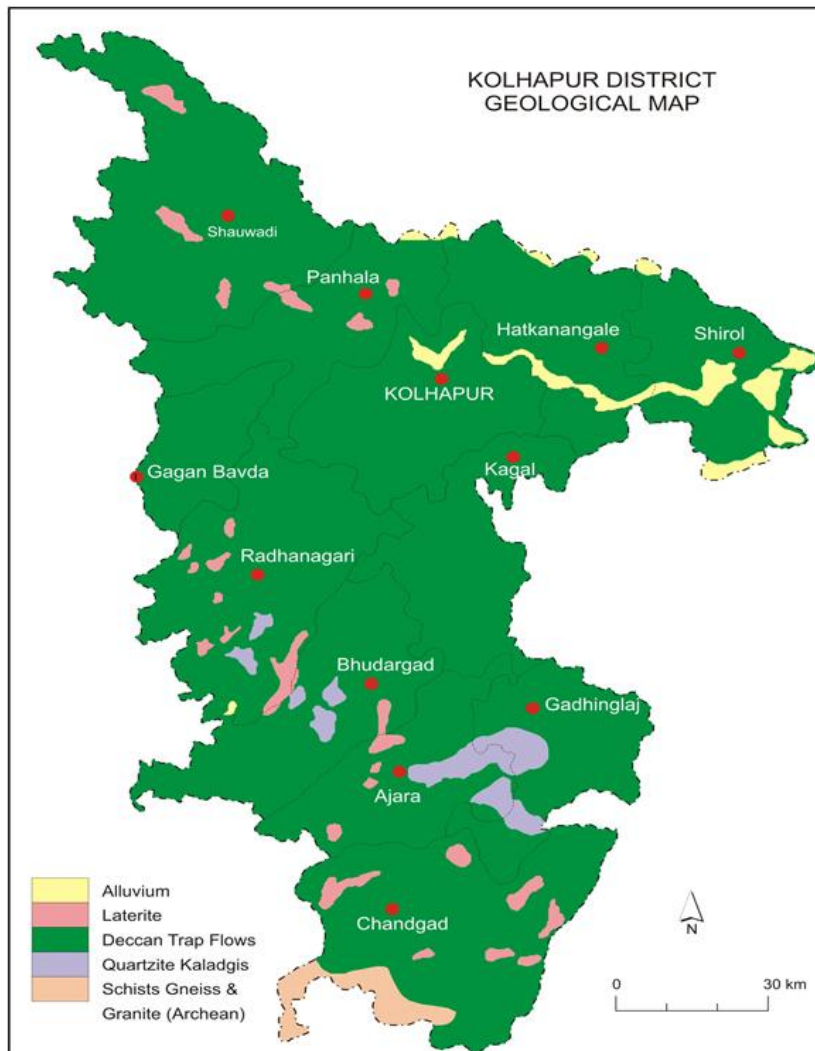 KOLHAPUR DISTRICT
GEOLOGICAL MAP
Shauwadi
Panhala
Hatkanangale
Shirol
KOLHAPUR
Kagal
Gagan Bavda
Radhanagari
Bhudargad
Gadhinglaj
Ajara
Chandgad
Alluvium
Laterite
Deccan Trap Flows
Quartzite Kaladgis
Schists Gneiss &
Granite (Archean)
N
0 30 km